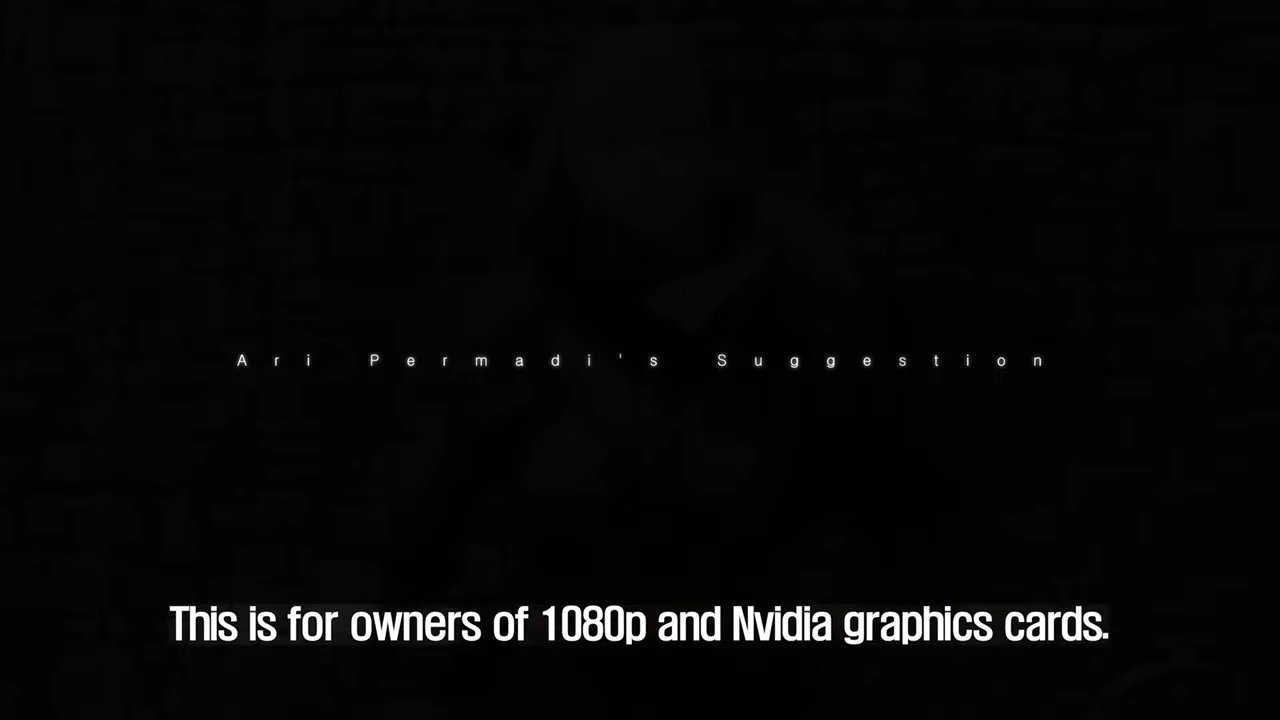 Ari Permadi's Suggestion
This is for owners of 1080p and Nvidia graphics cards.